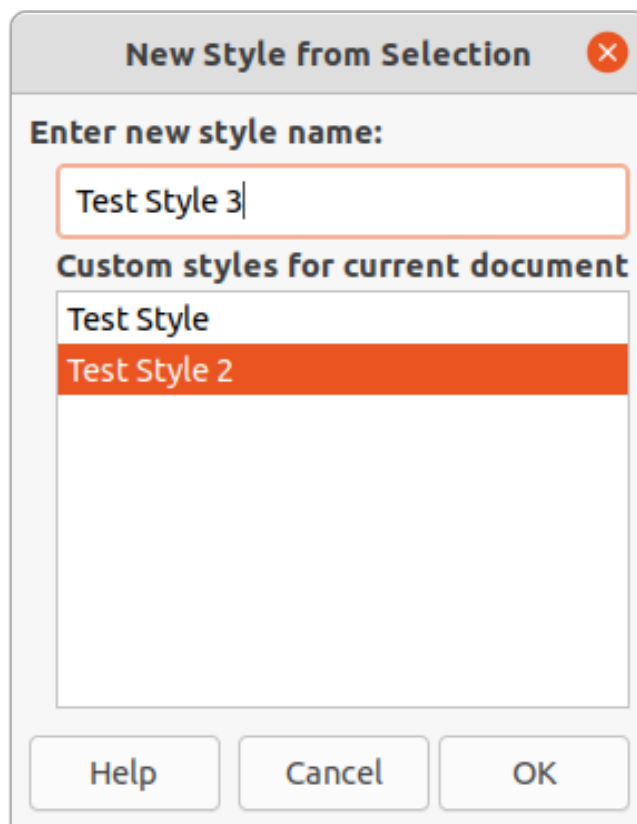 New Style from Selection
Enter new style name:
Test Style 3
Custom styles for current document
Test Style
Test Style 2
Help Cancel OK